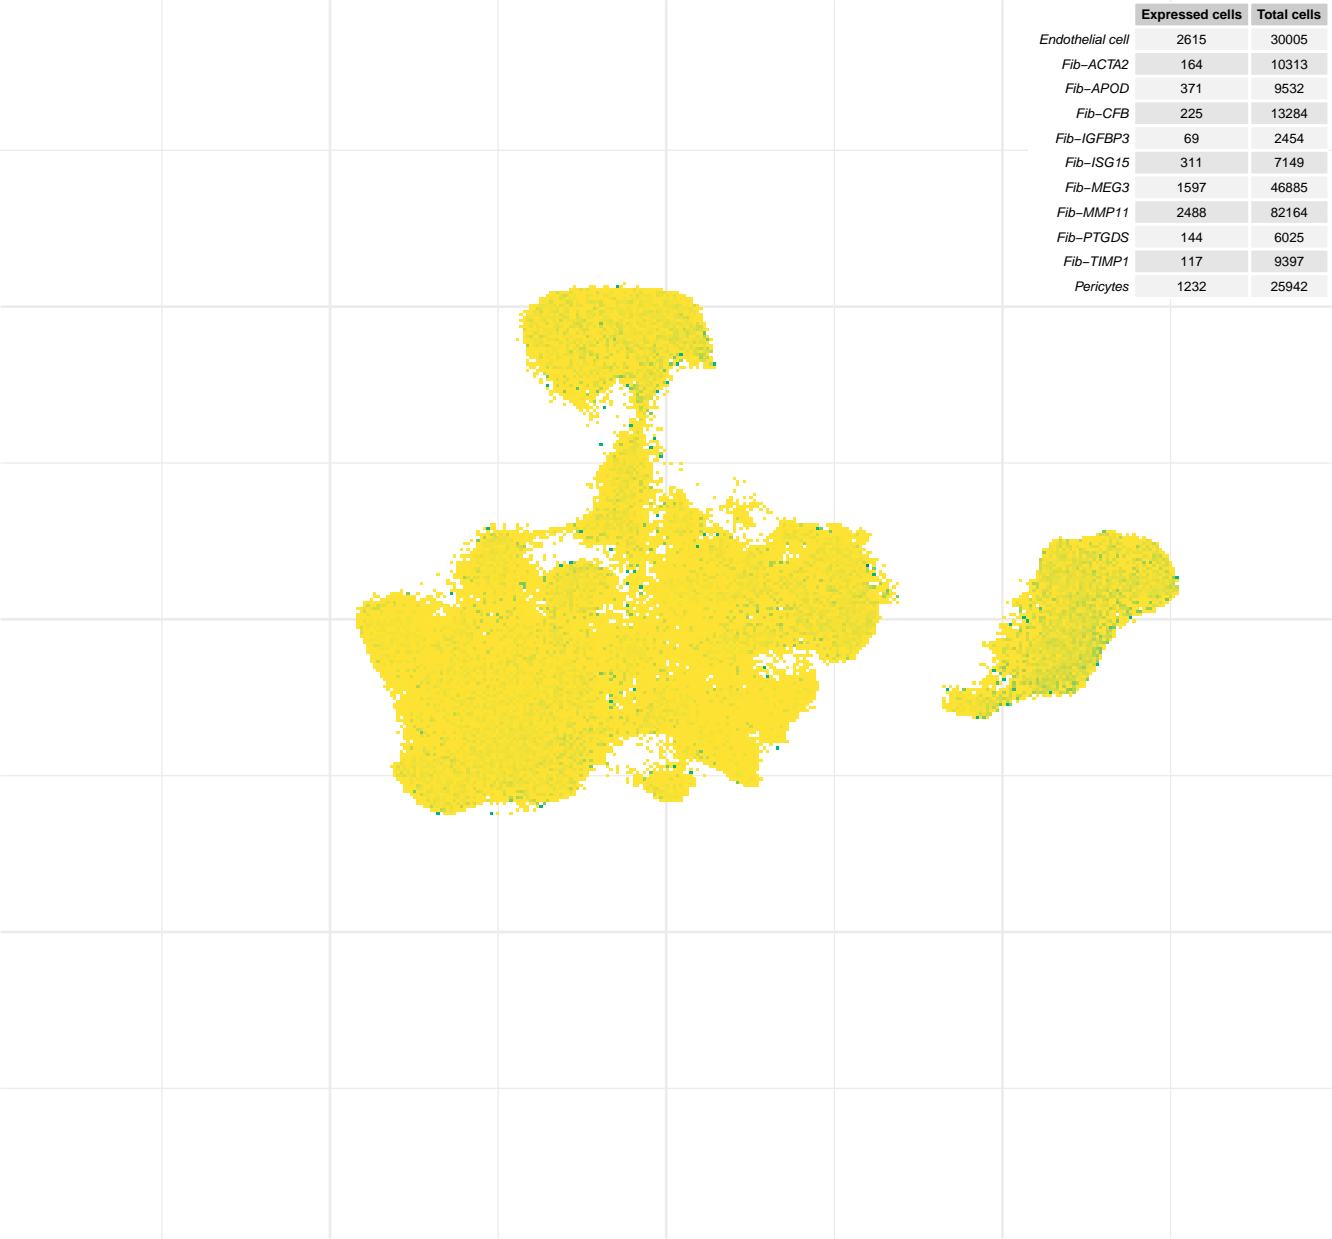 Expressed cells Total cells
Endothelial cell 2615 30005
Fib−ACTA2 164 10313
Fib−APOD 371 9532
Fib−CFB 225 13284
Fib−IGFBP3 69 2454
Fib−ISG15 311 7149
Fib−MEG3 1597 46885
Fib−MMP11 2488 82164
Fib−PTGDS 144 6025
Fib−TIMP1 117 9397
Pericytes 1232 25942